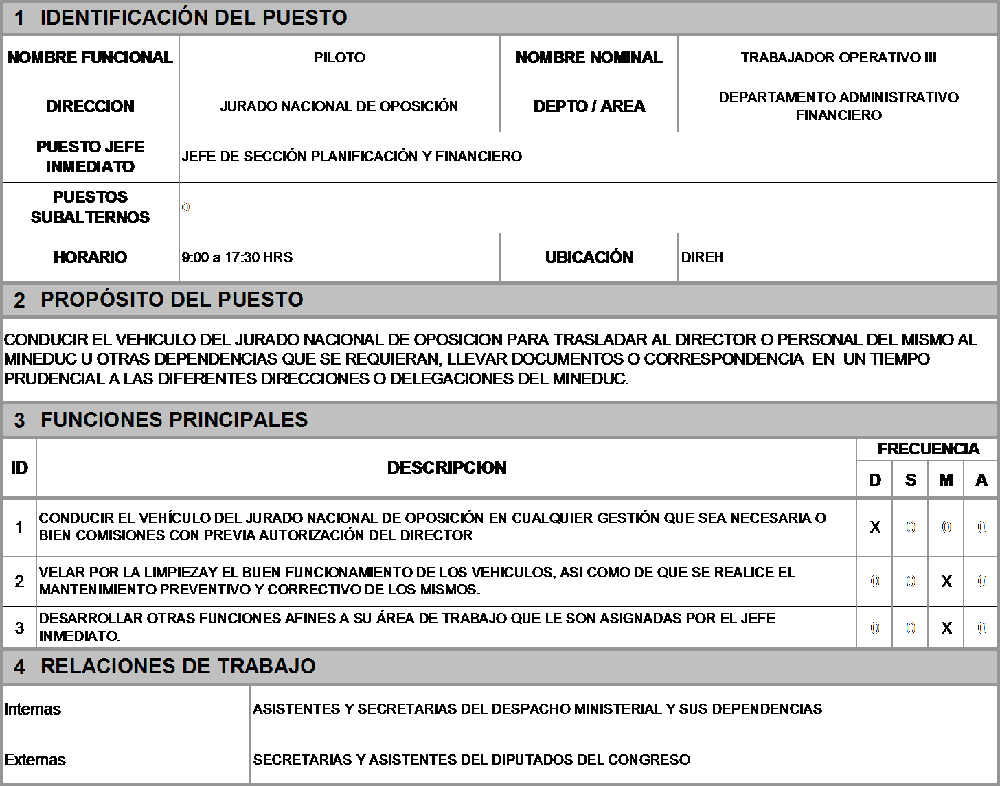 1 IDENTIFICACIÓN DEL PUESTO
NOMBRE FUNCIONAL PILOTO NOMBRE NOMINAL TRABAJADOR OPERATIVO III
DIRECCION JURADO NACIONAL DE OPOSICIÓN DEPTO / AREA DEPARTAMENTO ADMINISTRATIVO
FINANCIERO
PUESTO JEFE
INMEDIATO
JEFE DE SECCIÓN PLANIFICACIÓN Y FINANCIERO
PUESTOS
SUBALTERNOS
0
HORARIO 9:00 a 17:30 HRS UBICACIÓN DIREH
2 PROPÓSITO DEL PUESTO
CONDUCIR EL VEHICULO DEL JURADO NACIONAL DE OPOSICION PARA TRASLADAR AL DIRECTOR O PERSONAL DEL MISMO AL
MINEDUC U OTRAS DEPENDENCIAS QUE SE REQUIERAN, LLEVAR DOCUMENTOS O CORRESPONDENCIA EN UN TIEMPO
PRUDENCIAL A LAS DIFERENTES DIRECCIONES O DELEGACIONES DEL MINEDUC.
3 FUNCIONES PRINCIPALES
ID DESCRIPCION FRECUENCIA
D S M A
1 CONDUCIR EL VEHÍCULO DEL JURADO NACIONAL DE OPOSICIÓN EN CUALQUIER GESTIÓN QUE SEA NECESARIA O
BIEN COMISIONES CON PREVIA AUTORIZACIÓN DEL DIRECTOR
X 0 0 0
2 VELAR POR LA LIMPIEZAY EL BUEN FUNCIONAMIENTO DE LOS VEHICULOS, ASI COMO DE QUE SE REALICE EL
MANTENIMIENTO PREVENTIVO Y CORRECTIVO DE LOS MISMOS.
0 0 X 0
3 DESARROLLAR OTRAS FUNCIONES AFINES A SU ÁREA DE TRABAJO QUE LE SON ASIGNADAS POR EL JEFE
INMEDIATO.
0 0 X 0
4 RELACIONES DE TRABAJO
Internas ASISTENTES Y SECRETARIAS DEL DESPACHO MINISTERIAL Y SUS DEPENDENCIAS
Externas SECRETARIAS Y ASISTENTES DEL DIPUTADOS DEL CONGRESO